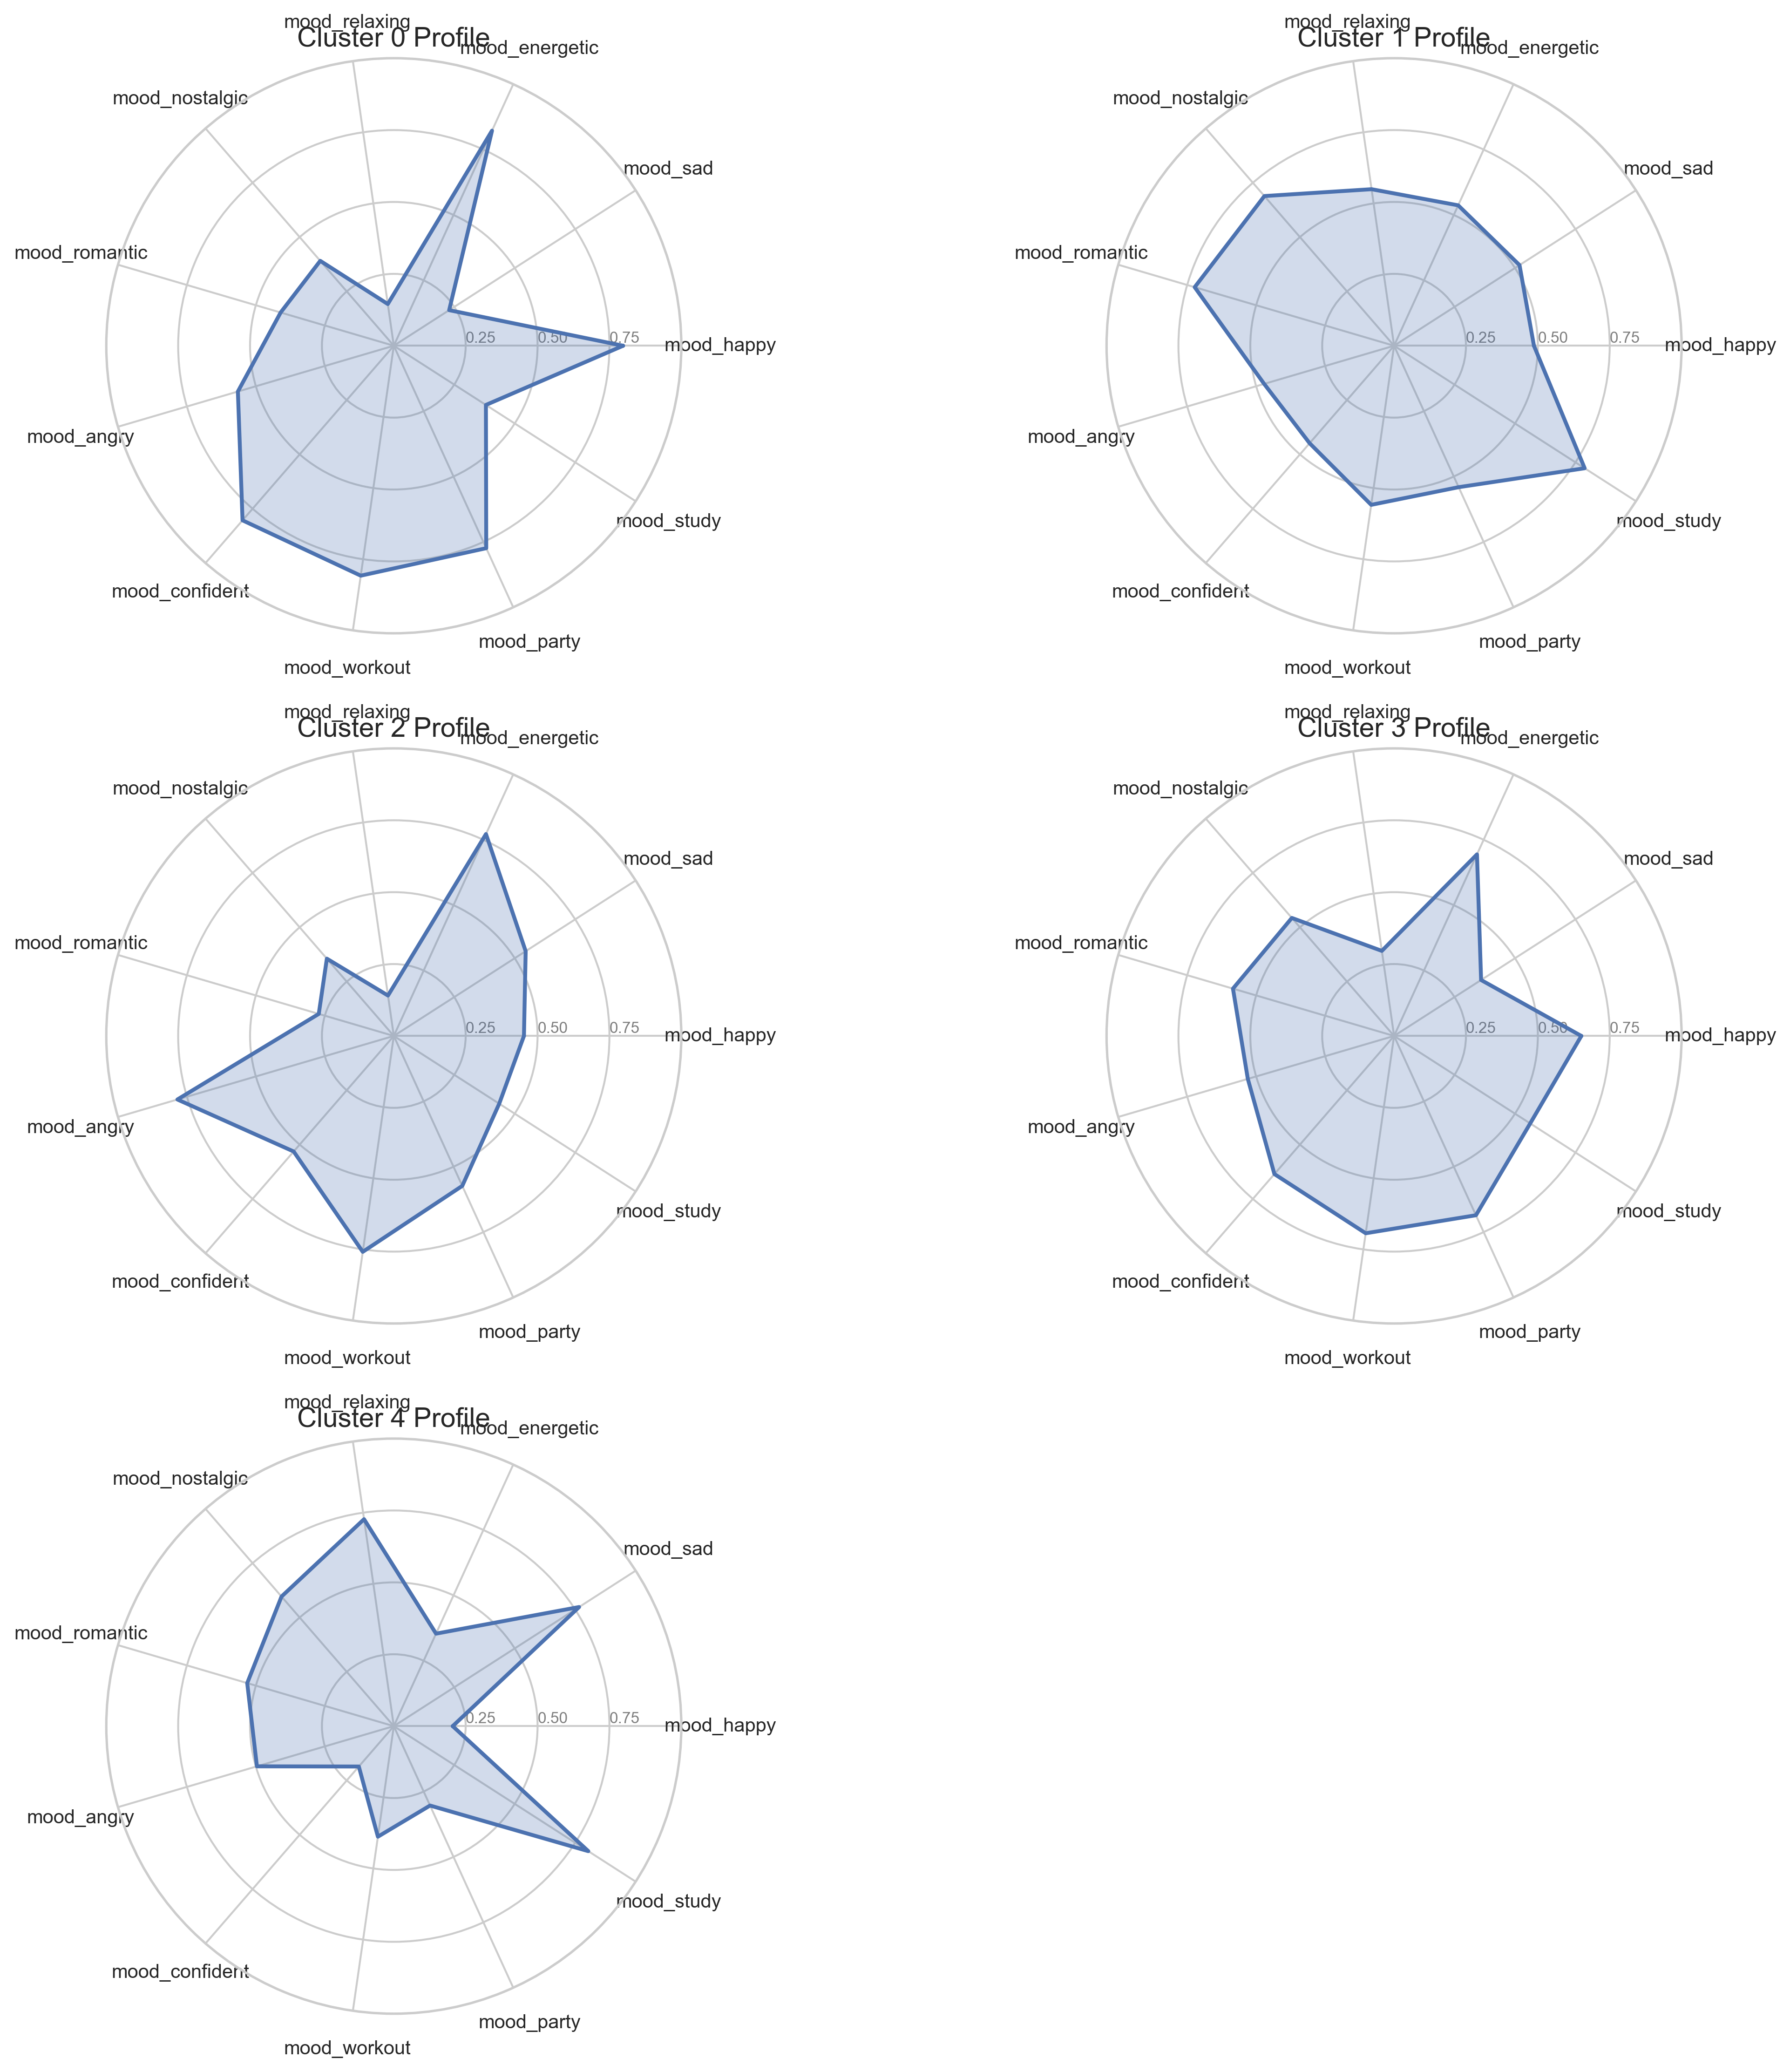 mood_relaxing
Cluster 0 Profile
mood_energetic
mood_nostalgic
mood_sad
mood_romantic
0.25
0.50
0.75
mood_happy
mood_angry
mood_study
mood_confident
mood_party
mood_workout
mood_relaxing
Cluster 1 Profile
mood_energetic
mood_nostalgic
mood_sad
mood_romantic
0.25
0.50
0.75
mood_happy
mood_angry
mood_study
mood_confident
mood_party
mood_workout
mood_relaxing
Cluster 2 Profile
mood_energetic
mood_nostalgic
mood_sad
mood_romantic
0.25
0.50
0.75
mood_happy
mood_angry
mood_study
mood_confident
mood_party
mood_workout
mood_relaxing
Cluster 3 Profile
mood_energetic
mood_nostalgic
mood_sad
mood_romantic
0.25
0.50
0.75
mood_happy
mood_angry
mood_study
mood_confident
mood_party
mood_workout
mood_relaxing
Cluster 4 Profile
mood_energetic
mood_nostalgic
mood_sad
mood_romantic
0.25
0.50
0.75
mood_happy
mood_angry
mood_study
mood_confident
mood_party
mood_workout